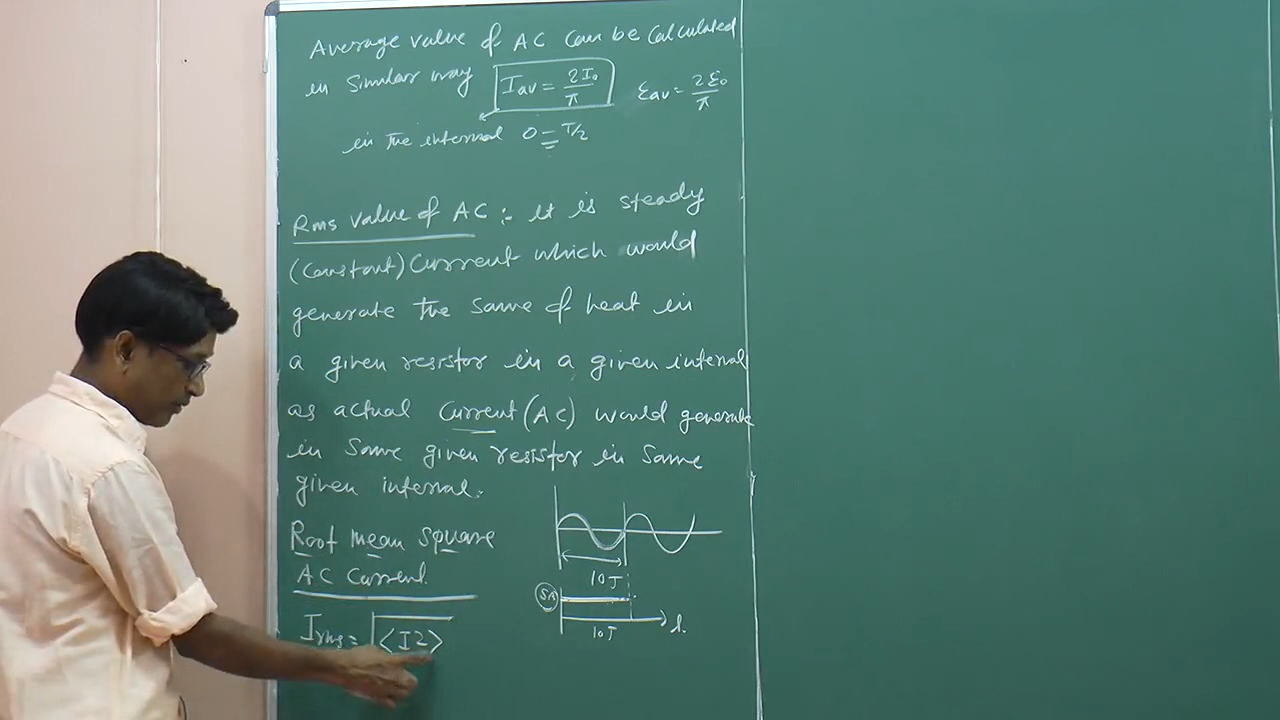 Average value of AC can be calculated
in similar way Iav = 2I₀/π Ɛav = 2Ɛ₀/π
in the interval 0 = T/2
Rms value of AC :- it is steady
(constant) current which would
generate the same of heat in
a given resistor in a given interval
as actual current (AC) would generate
in same given resistor in same
given interval.
Root mean square
AC Current
Irms = √<I2>
10J
5A
10J
t.